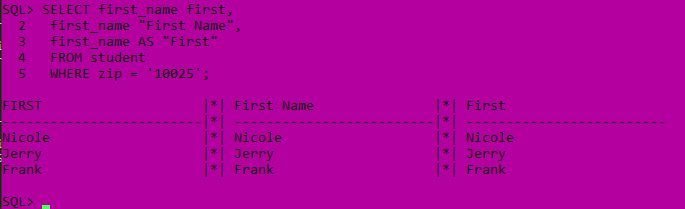 SQL> SELECT first_name first,
2 first_name "First Name",
3 first_name AS "First"
4 FROM student
5 WHERE zip = '10025';
FIRST |*| First Name |*| First
-------------------------|*| -------------------------|*| -------------------------
Nicole |*| Nicole |*| Nicole
Jerry |*| Jerry |*| Jerry
Frank |*| Frank |*| Frank
SQL>